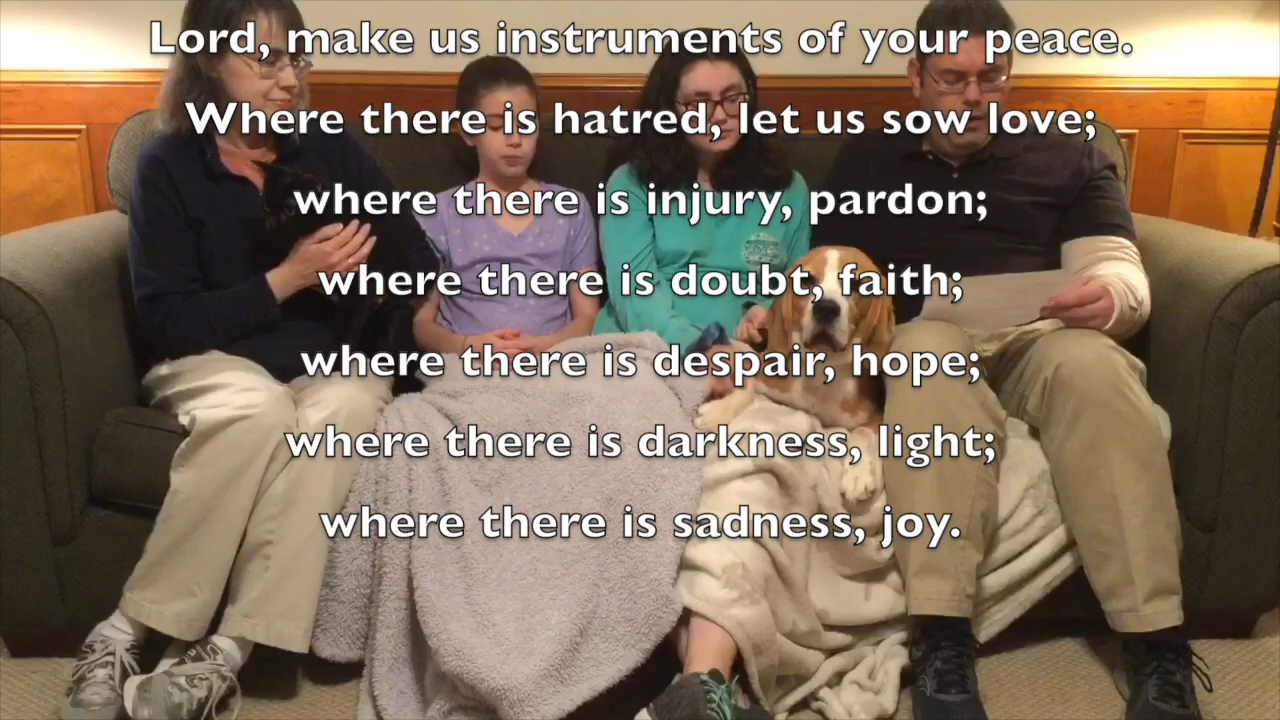 Lord, make us instruments of your peace.
Where there is hatred, let us sow love;
where there is injury, pardon;
where there is doubt, faith;
where there is despair, hope;
where there is darkness, light;
where there is sadness, joy.